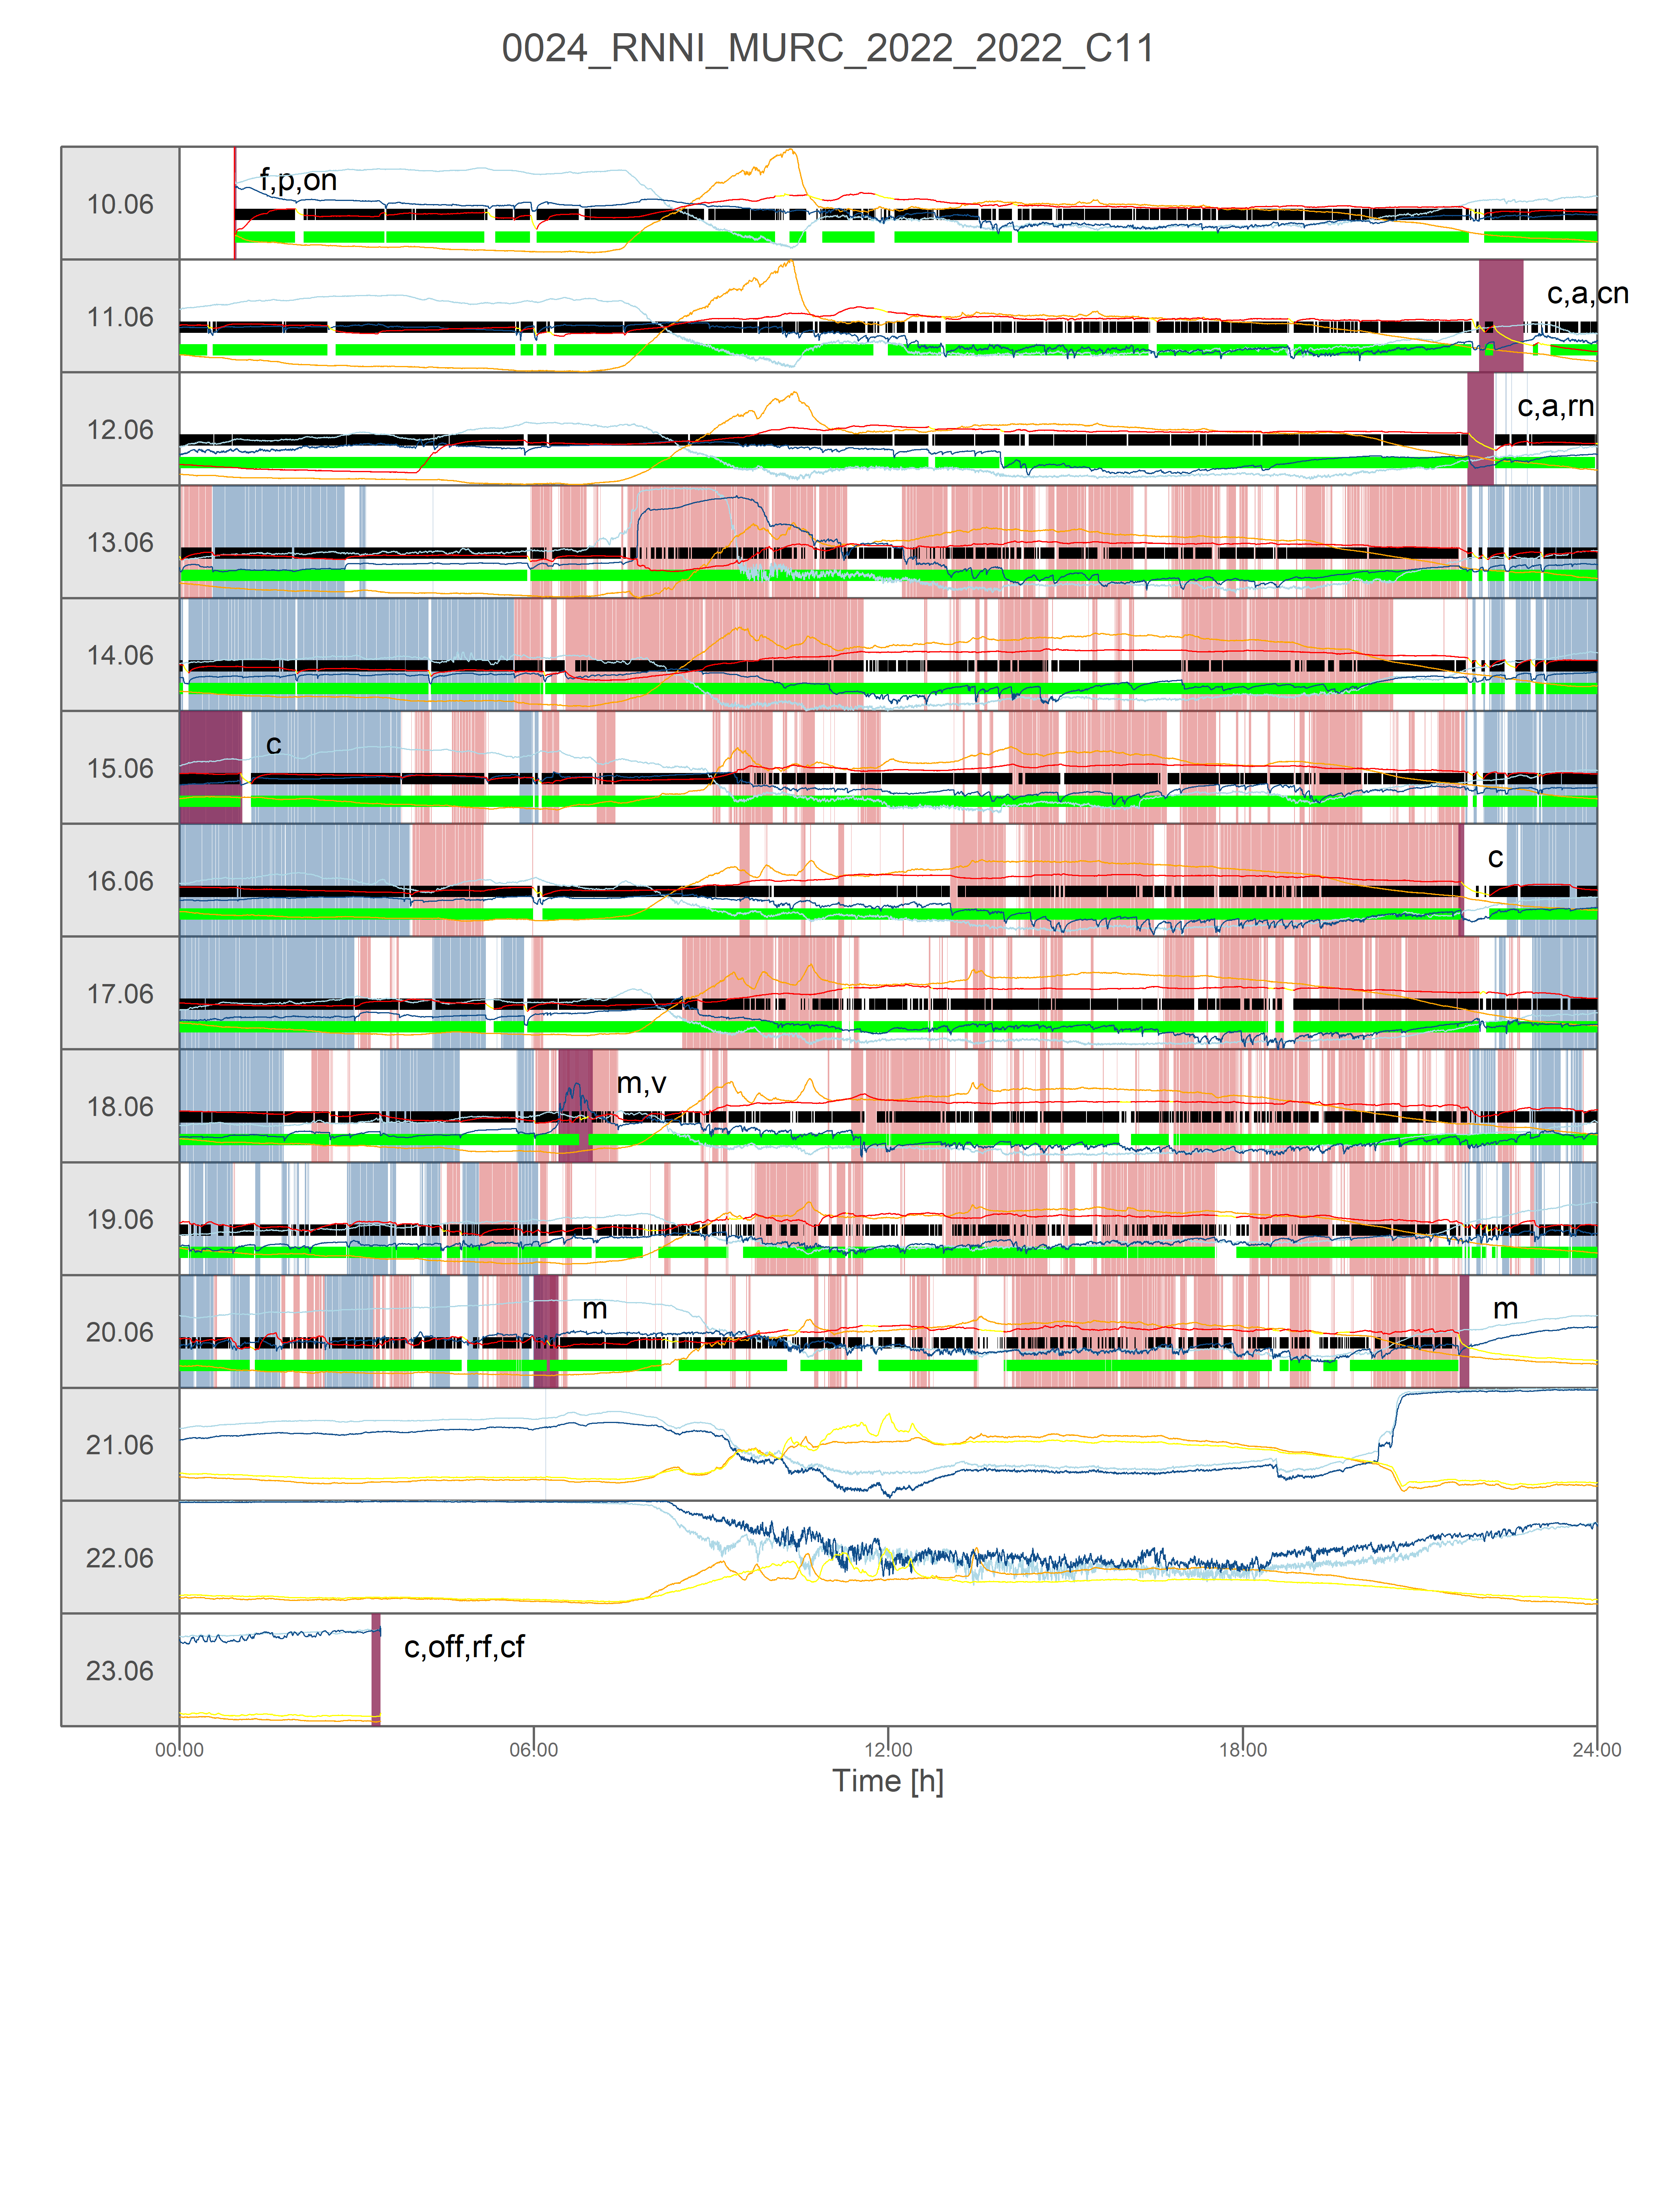 0024_RNNI_MURC_2022_2022_C11
10.06 f,p,on
11.06 c,a,cn
12.06 c,a,rn
13.06
14.06
15.06 c
16.06 c
17.06
18.06 m,v
19.06
20.06 m m
21.06
22.06
23.06 c,off,rf,cf
00:00 06:00 12:00 18:00 24:00
Time [h]